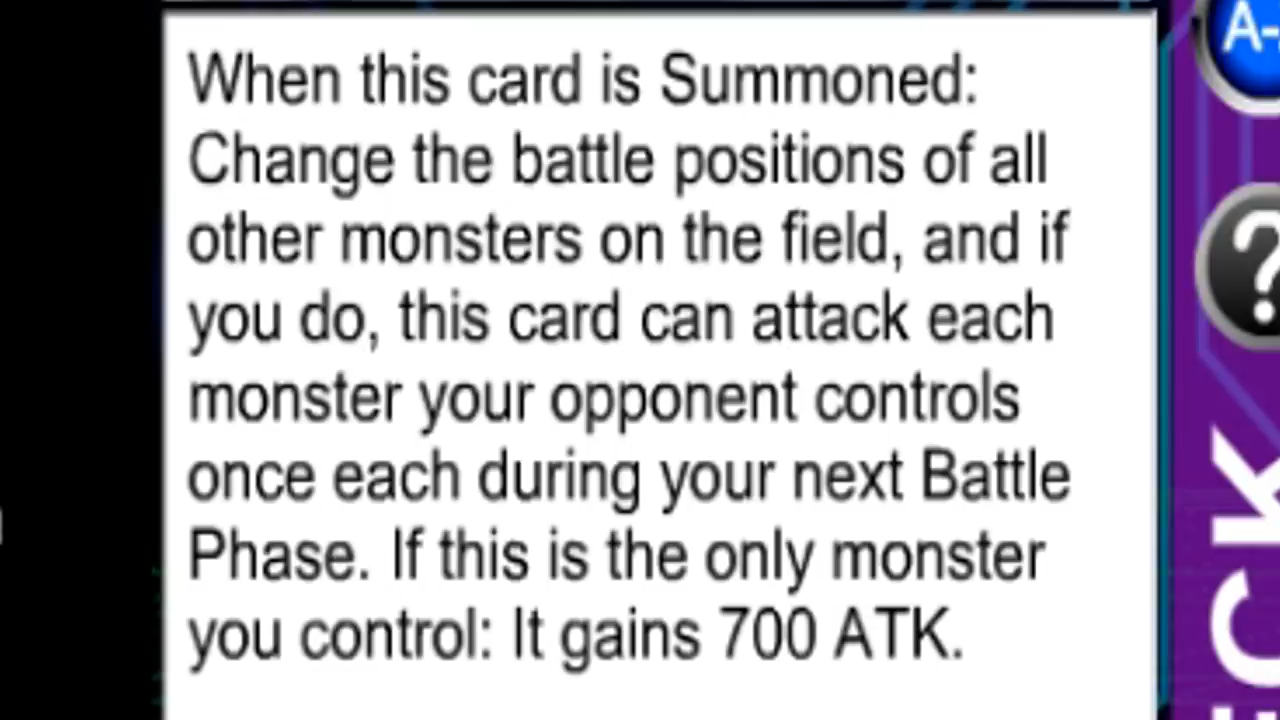 When this card is Summoned:
Change the battle positions of all
other monsters on the field, and if
you do, this card can attack each
monster your opponent controls
once each during your next Battle
Phase. If this is the only monster
you control: It gains 700 ATK.
A-
?
CK